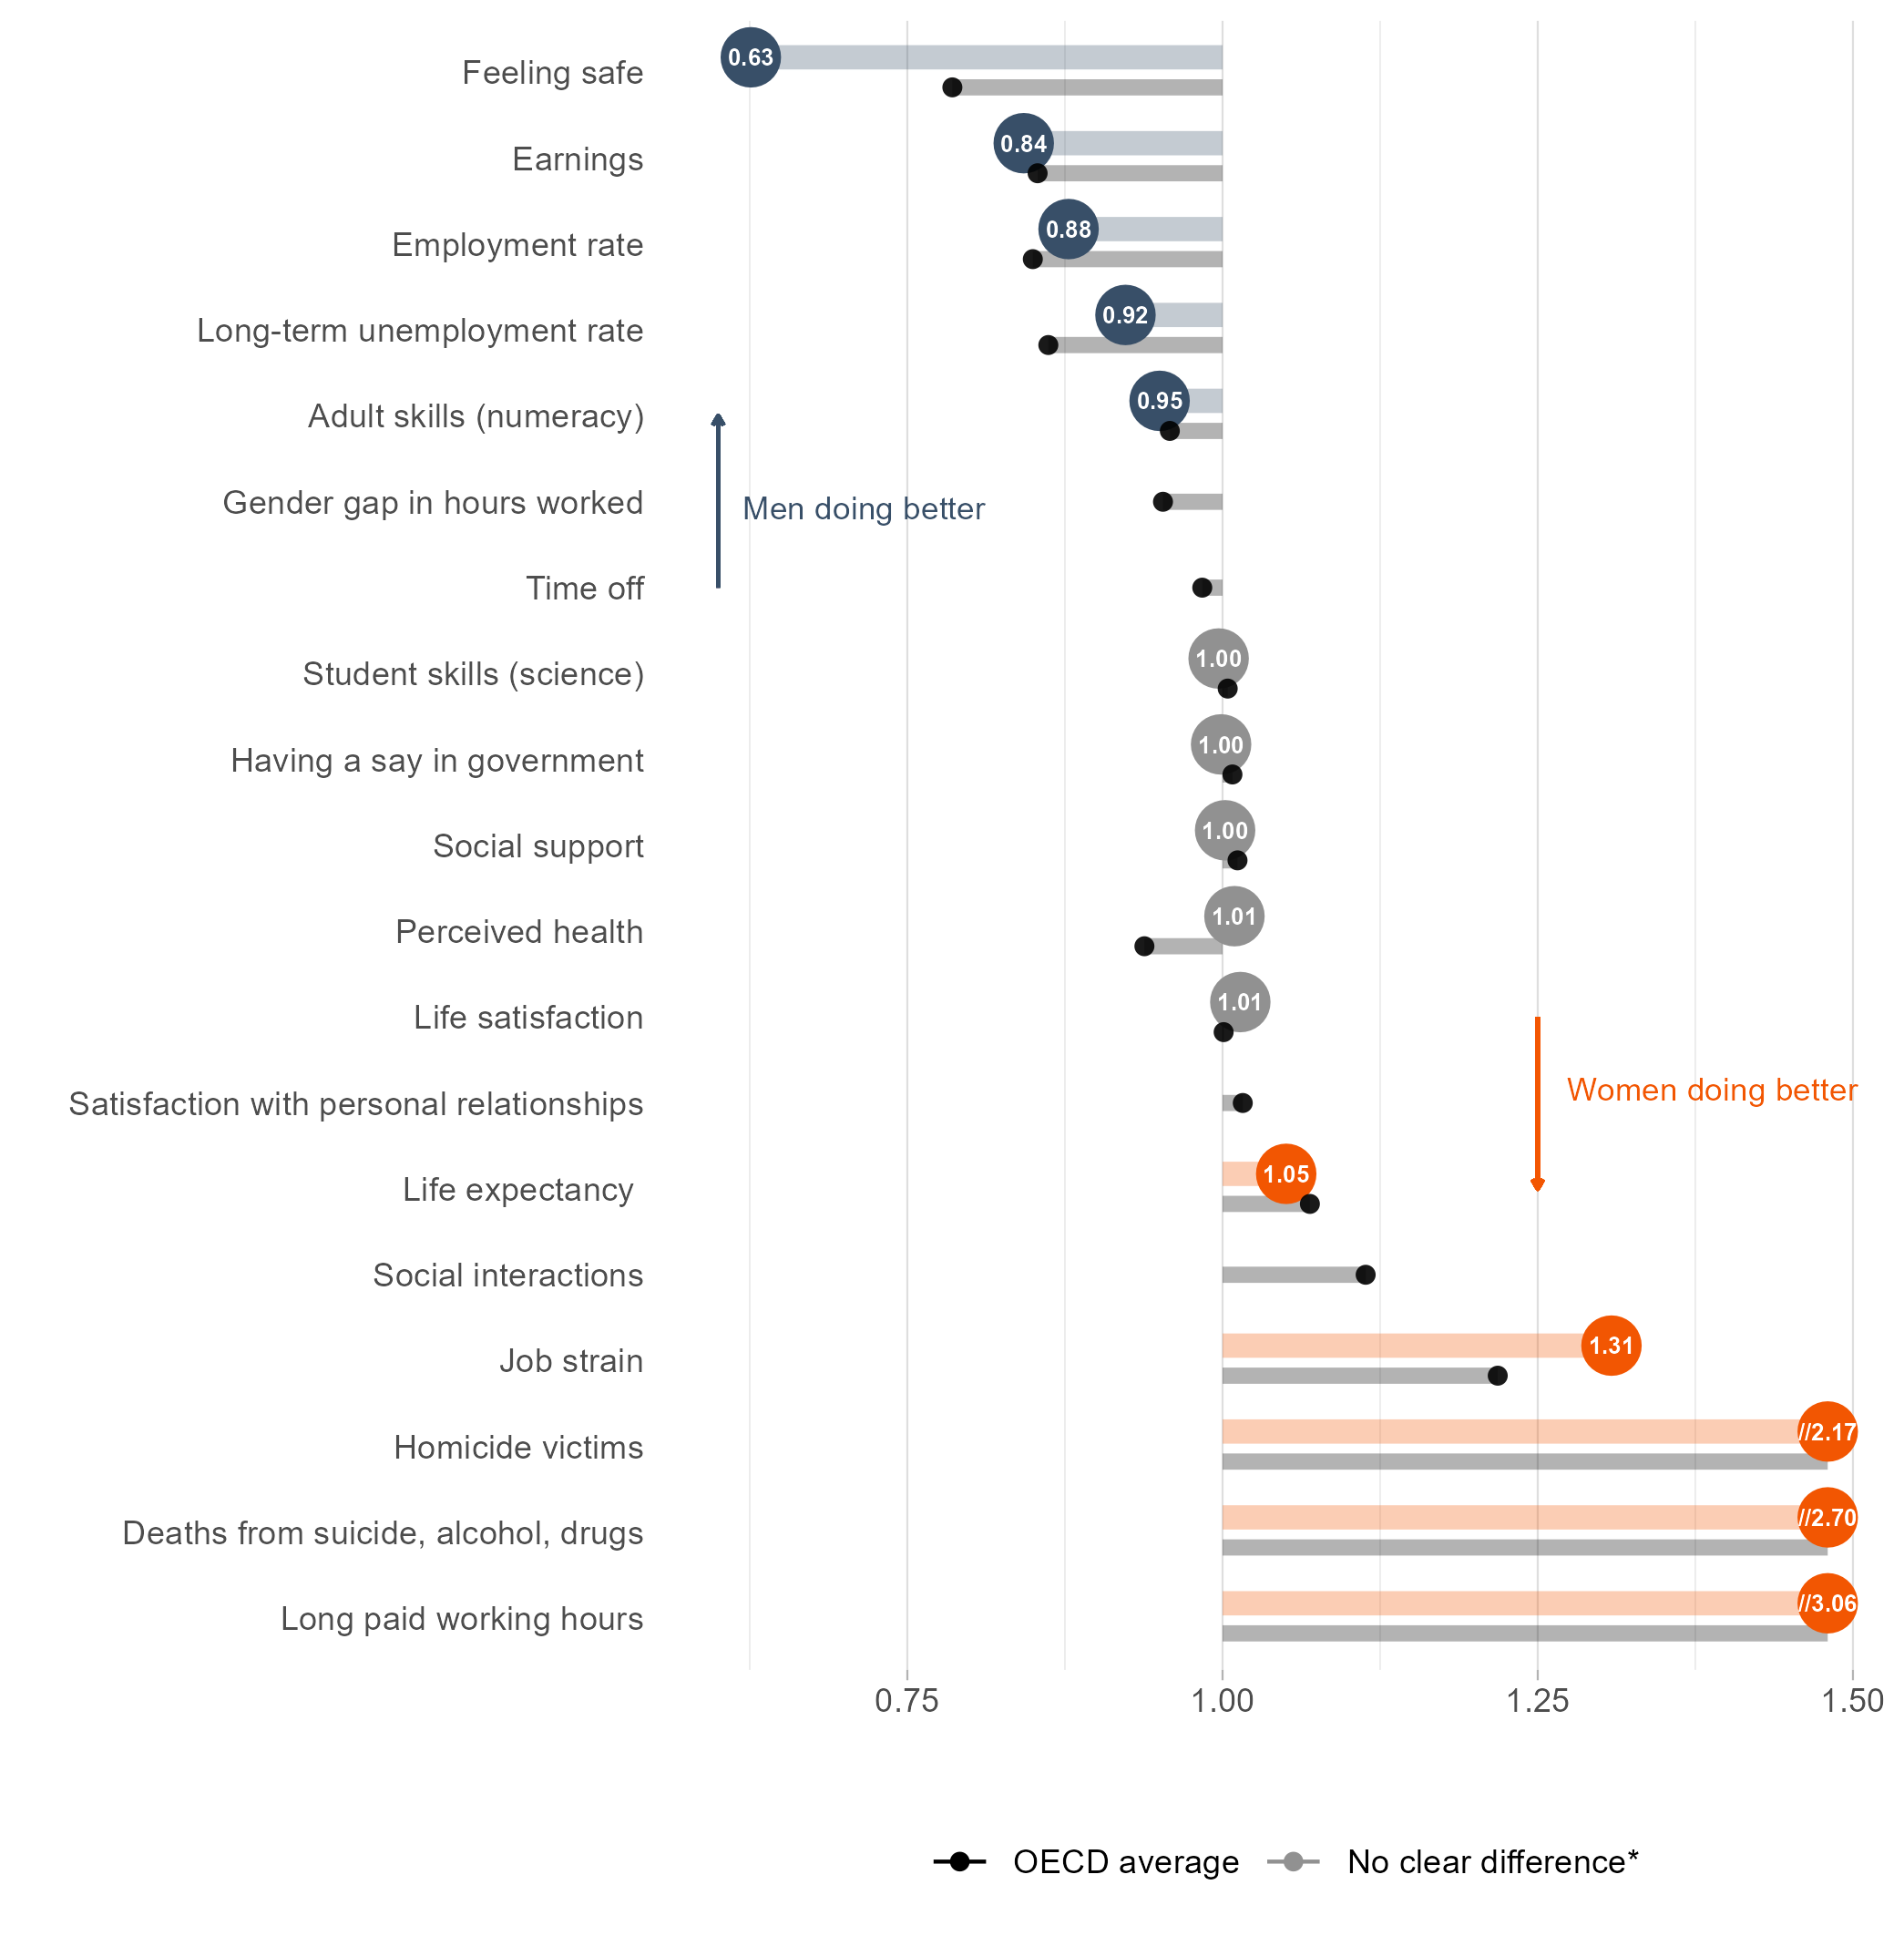 Feeling safe
0.63
Earnings
0.84
Employment rate
0.88
Long-term unemployment rate
0.92
Adult skills (numeracy)
0.95
Gender gap in hours worked
Men doing better
Time off
Student skills (science)
1.00
Having a say in government
1.00
Social support
1.00
Perceived health
1.01
Life satisfaction
1.01
Satisfaction with personal relationships
Women doing better
Life expectancy
1.05
Social interactions
Job strain
1.31
Homicide victims
//2.17
Deaths from suicide, alcohol, drugs
//2.70
Long paid working hours
//3.06
0.75 1.00 1.25 1.50
OECD average No clear difference*